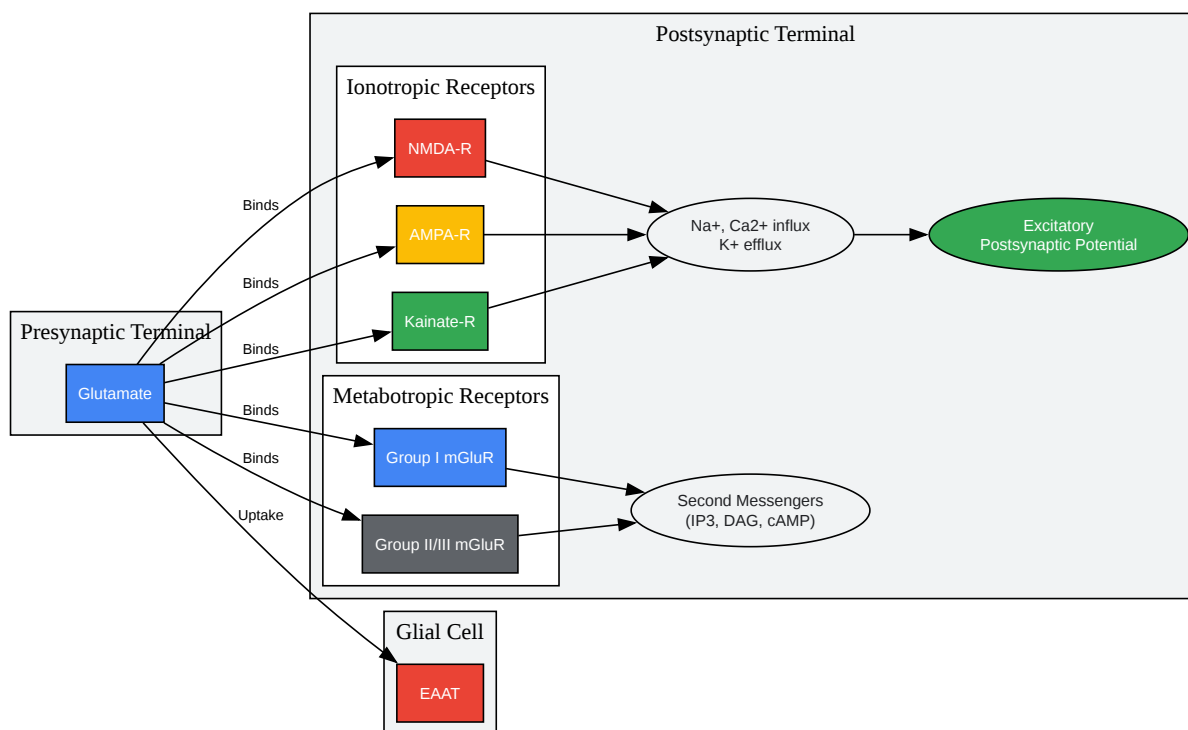 Postsynaptic Terminal
Ionotropic Receptors
NMDA-R
AMPA-R
Kainate-R
Na+, Ca2+ influx
K+ efflux
Excitatory
Postsynaptic Potential
Presynaptic Terminal
Glutamate
Binds
Binds
Binds
Binds
Binds
Uptake
Metabotropic Receptors
Group I mGluR
Group II/III mGluR
Second Messengers
(IP3, DAG, cAMP)
Glial Cell
EAAT